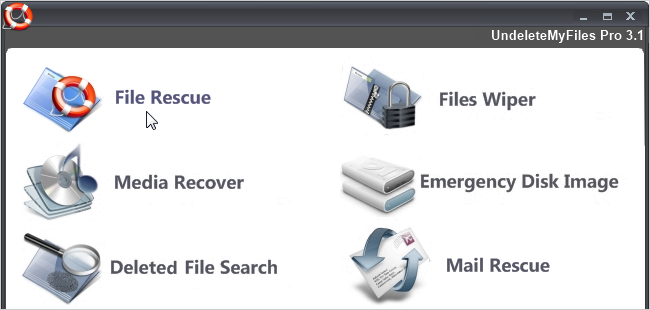 UndeleteMyFiles Pro 3.1
File Rescue
Files Wiper
Media Recover
Emergency Disk Image
Deleted File Search
Mail Rescue